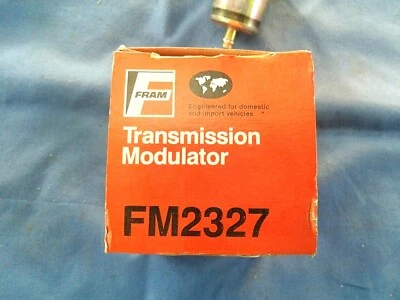 FRAM
Engineered for domestic
and import vehicles
Transmission
Modulator
FM2327